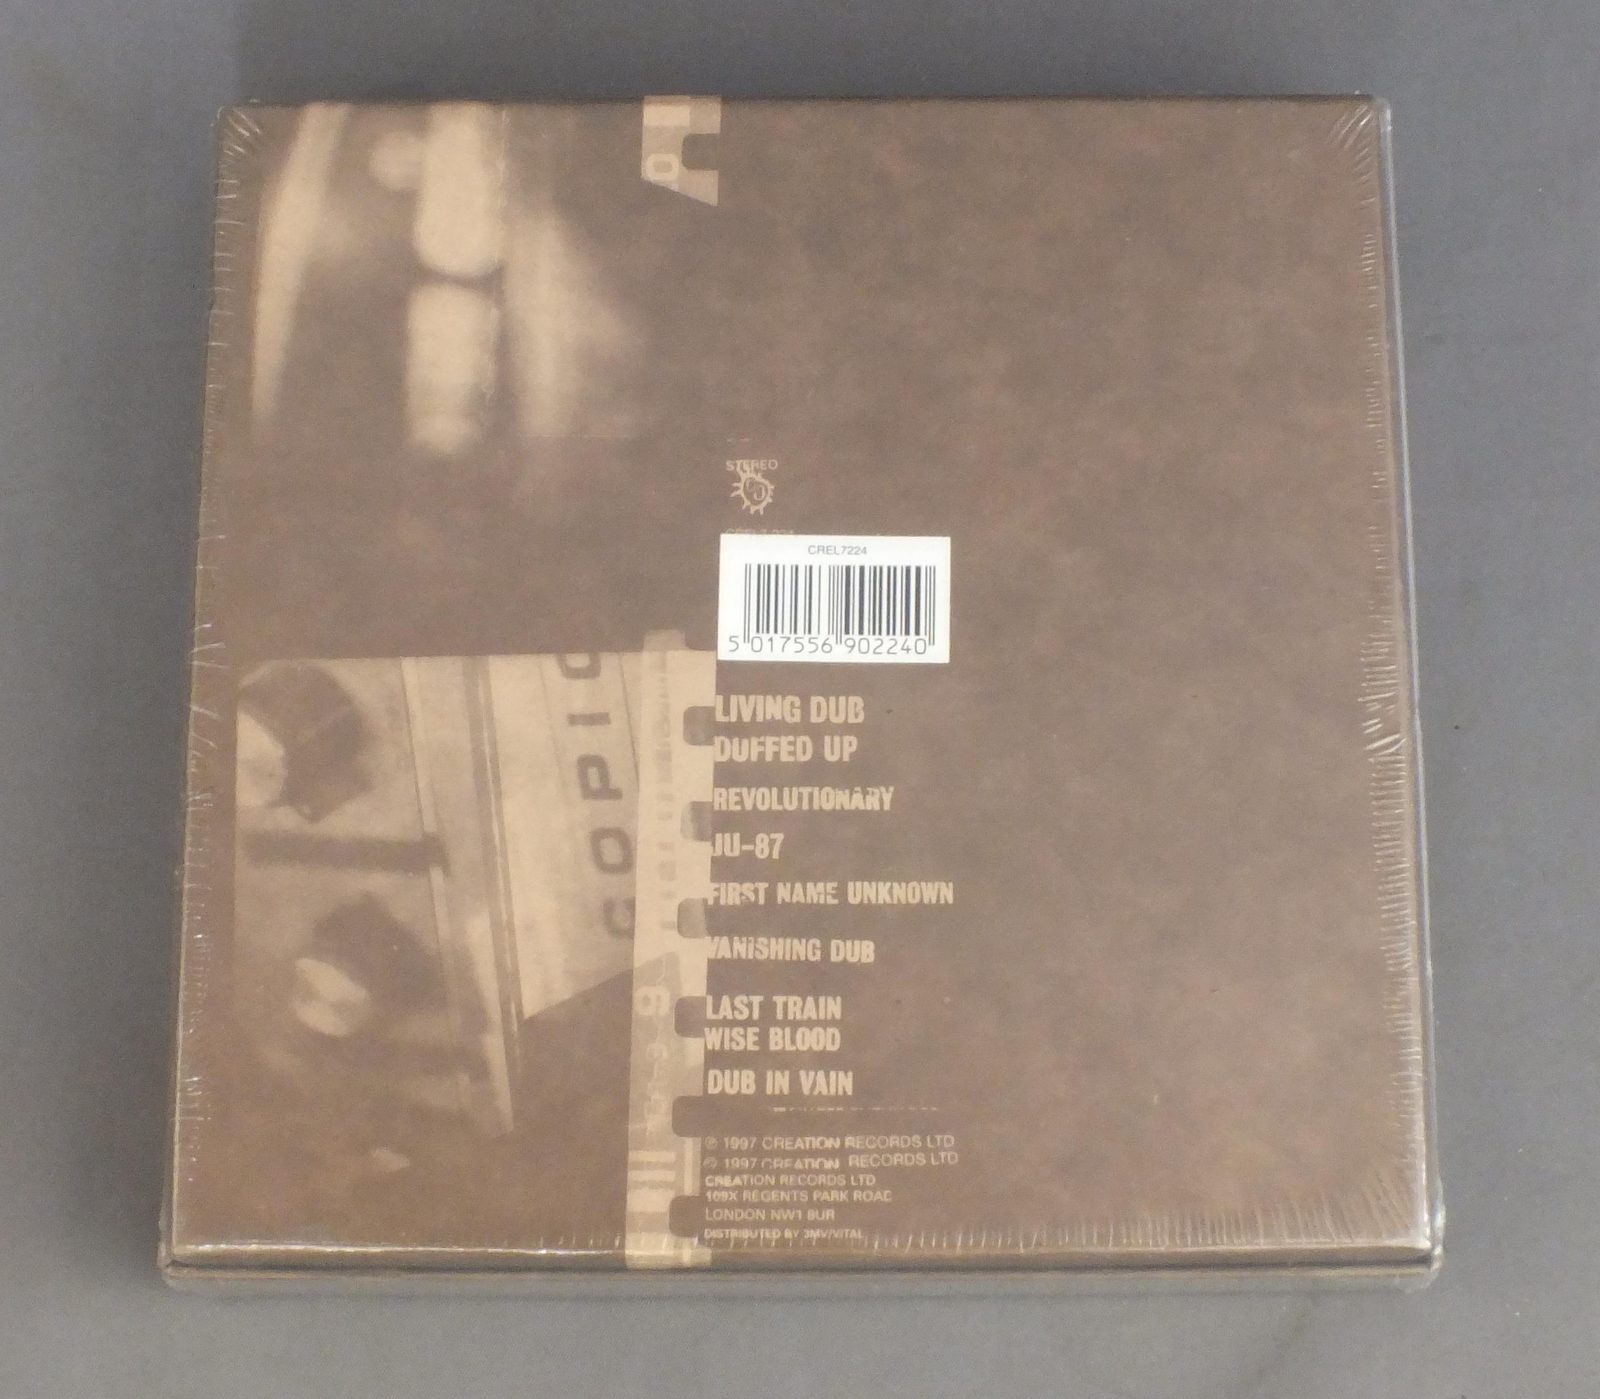 STEREO
CREL7224
5 017556 902240
COPIC
LIVING DUB
DUFFED UP
REVOLUTIONARY
JU-87
FIRST NAME UNKNOWN
VANISHING DUB
LAST TRAIN
WISE BLOOD
DUB IN VAIN
℗ 1997 CREATION RECORDS LTD
© 1997 CREATION RECORDS LTD
CREATION RECORDS LTD
109X REGENTS PARK ROAD
LONDON NW1 8UR
DISTRIBUTED BY 3MV/VITAL